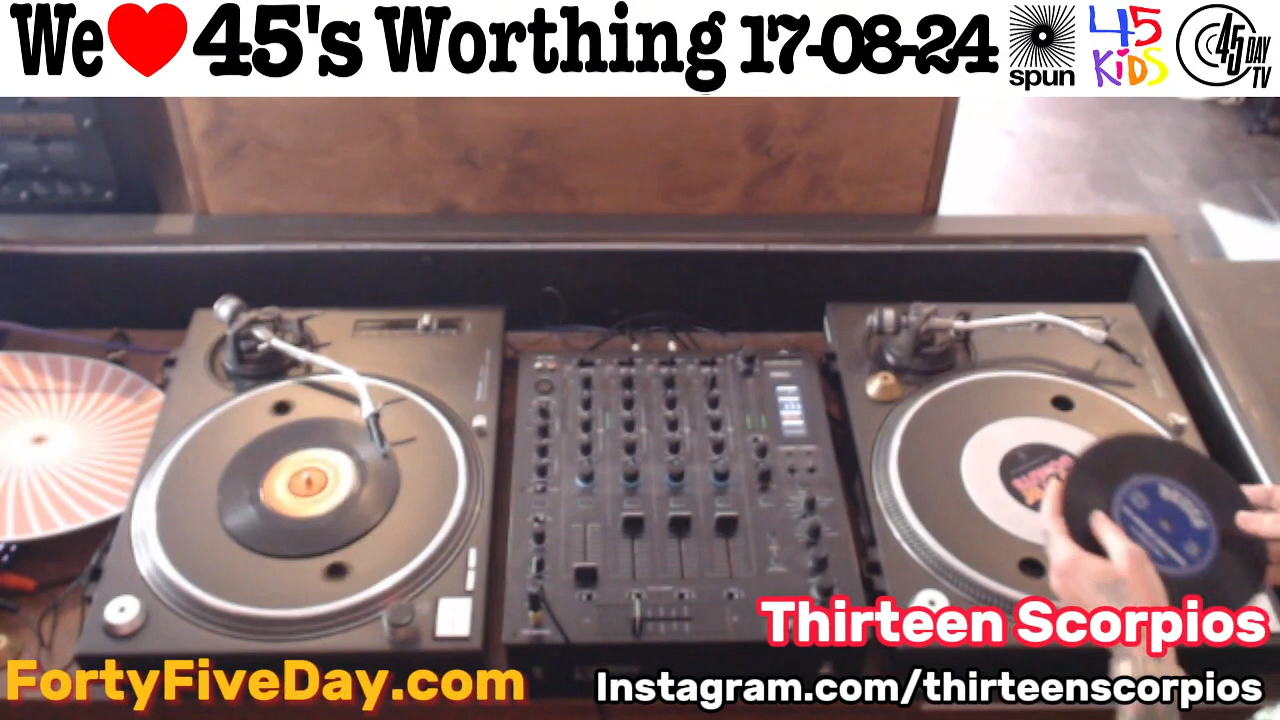 We ❤️ 45's Worthing 17-08-24
spun
45 KiDS
45 DAY TV
Thirteen Scorpios
FortyFiveDay.com
Instagram.com/thirteenscorpios